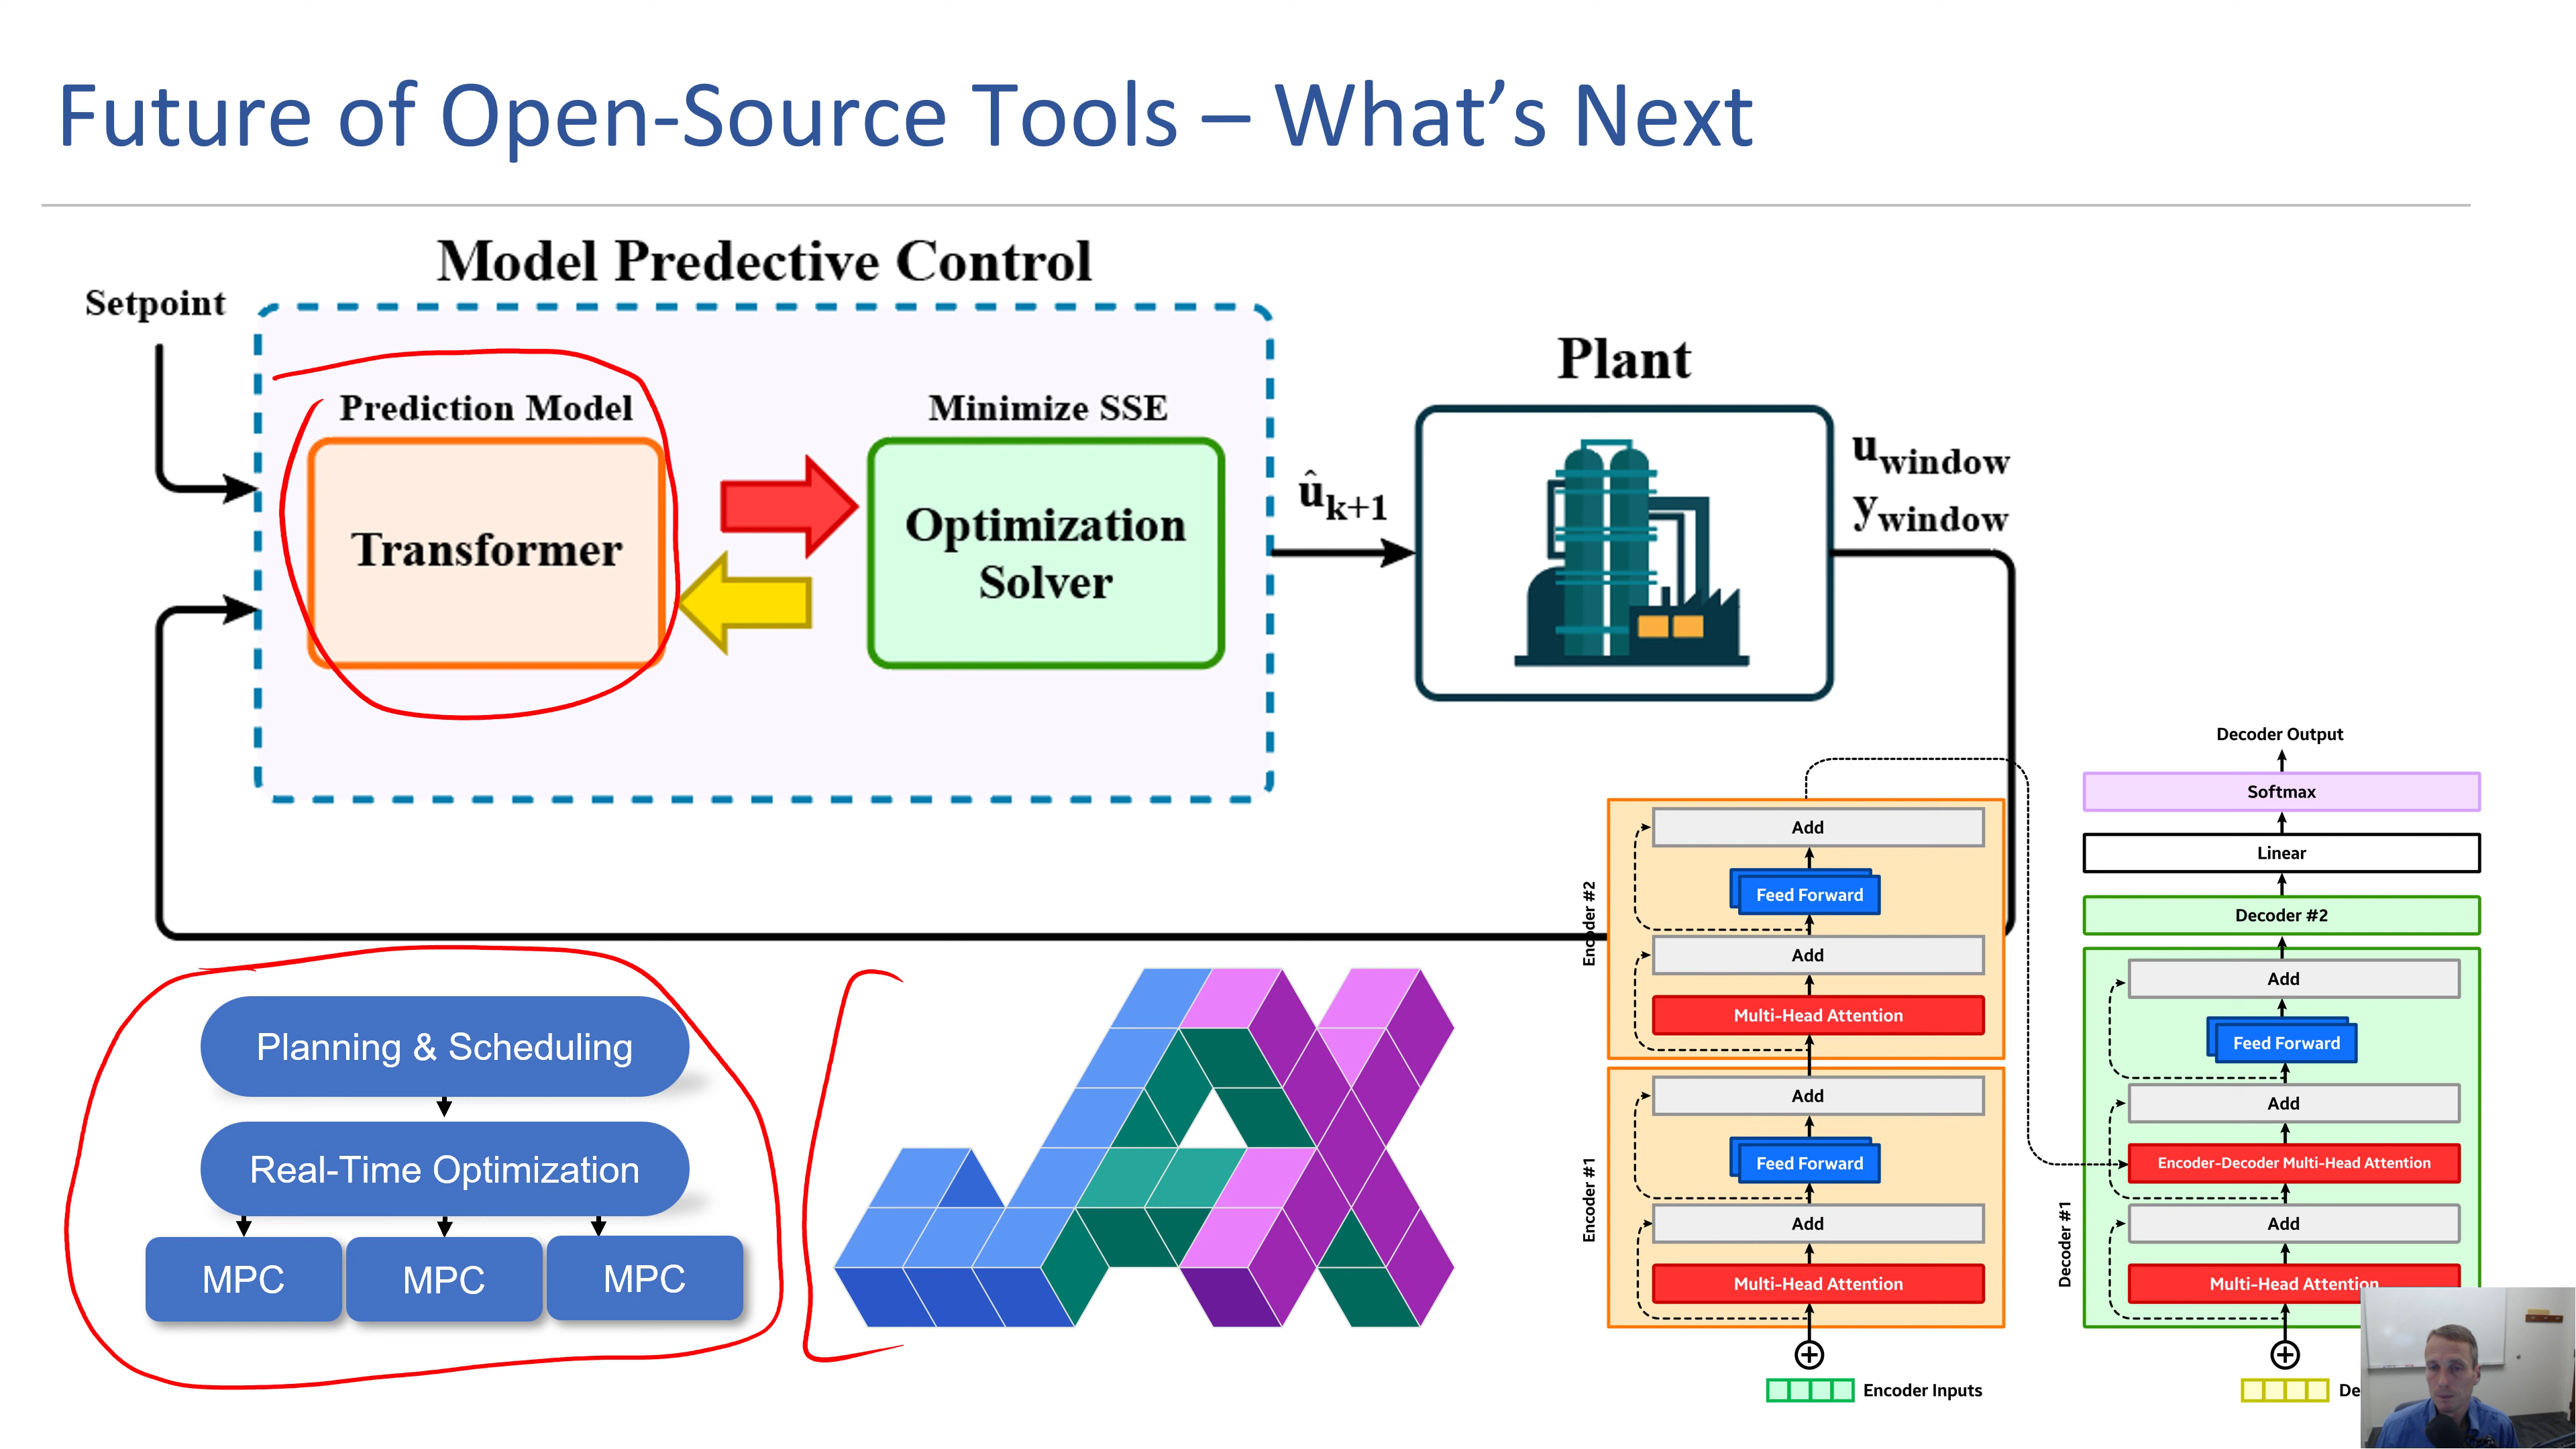 Future of Open-Source Tools – What's Next
Model Predective Control
Setpoint
Prediction Model
Transformer
Minimize SSE
Optimization
Solver
û k+1
Plant
u window
y window
Planning & Scheduling
Real-Time Optimization
MPC
MPC
MPC
JAX
Encoder #2
Add
Feed Forward
Add
Multi-Head Attention
Encoder #1
Add
Feed Forward
Add
Multi-Head Attention
Encoder Inputs
Decoder Output
Softmax
Linear
Decoder #2
Decoder #1
Add
Feed Forward
Add
Encoder-Decoder Multi-Head Attention
Add
Multi-Head Attention